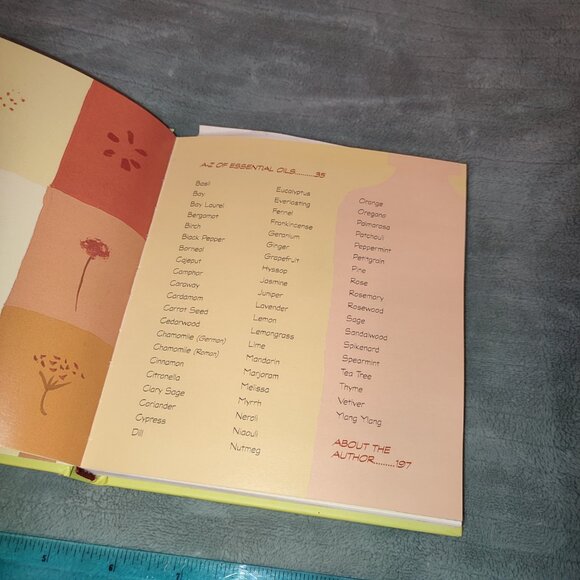 A-Z OF ESSENTIAL OILS..........35
Basil
Bay
Bay Laurel
Bergamot
Birch
Black Pepper
Borneol
Cajeput
Camphor
Caraway
Cardamom
Carrot Seed
Cedarwood
Chamomile (German)
Chamomile (Roman)
Cinnamon
Citronella
Clary Sage
Coriander
Cypress
Dill
Eucalyptus
Everlasting
Fennel
Frankincense
Geranium
Ginger
Grapefruit
Hyssop
Jasmine
Juniper
Lavender
Lemon
Lemongrass
Lime
Mandarin
Marjoram
Melissa
Myrrh
Neroli
Niaouli
Nutmeg
Orange
Oregano
Palmarosa
Patchouli
Peppermint
Petitgrain
Pine
Rose
Rosemary
Rosewood
Sage
Sandalwood
Spikenard
Spearmint
Tea Tree
Thyme
Vetiver
Ylang Ylang
ABOUT THE
AUTHOR.........197
5
6
7